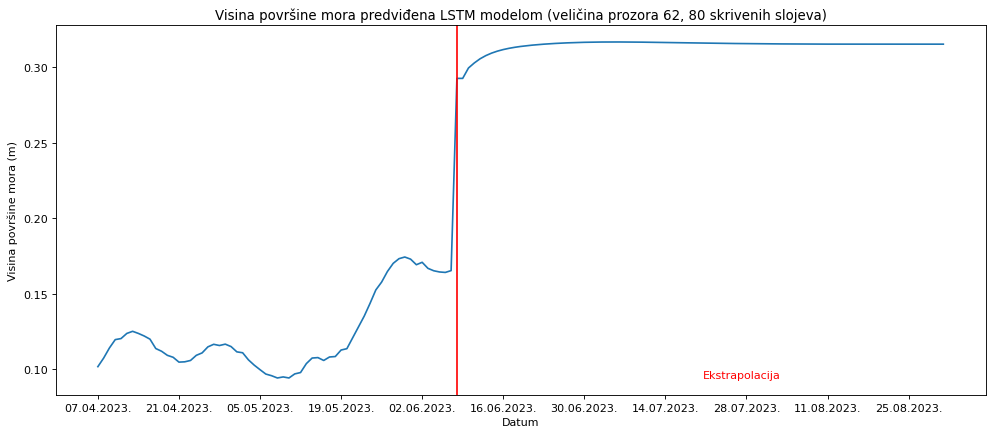 Visina površine mora predviđena LSTM modelom (veličina prozora 62, 80 skrivenih slojeva)
Visina površine mora (m)
0.30
0.25
0.20
0.15
0.10
Ekstrapolacija
07.04.2023. 21.04.2023. 05.05.2023. 19.05.2023. 02.06.2023. 16.06.2023. 30.06.2023. 14.07.2023. 28.07.2023. 11.08.2023. 25.08.2023.
Datum